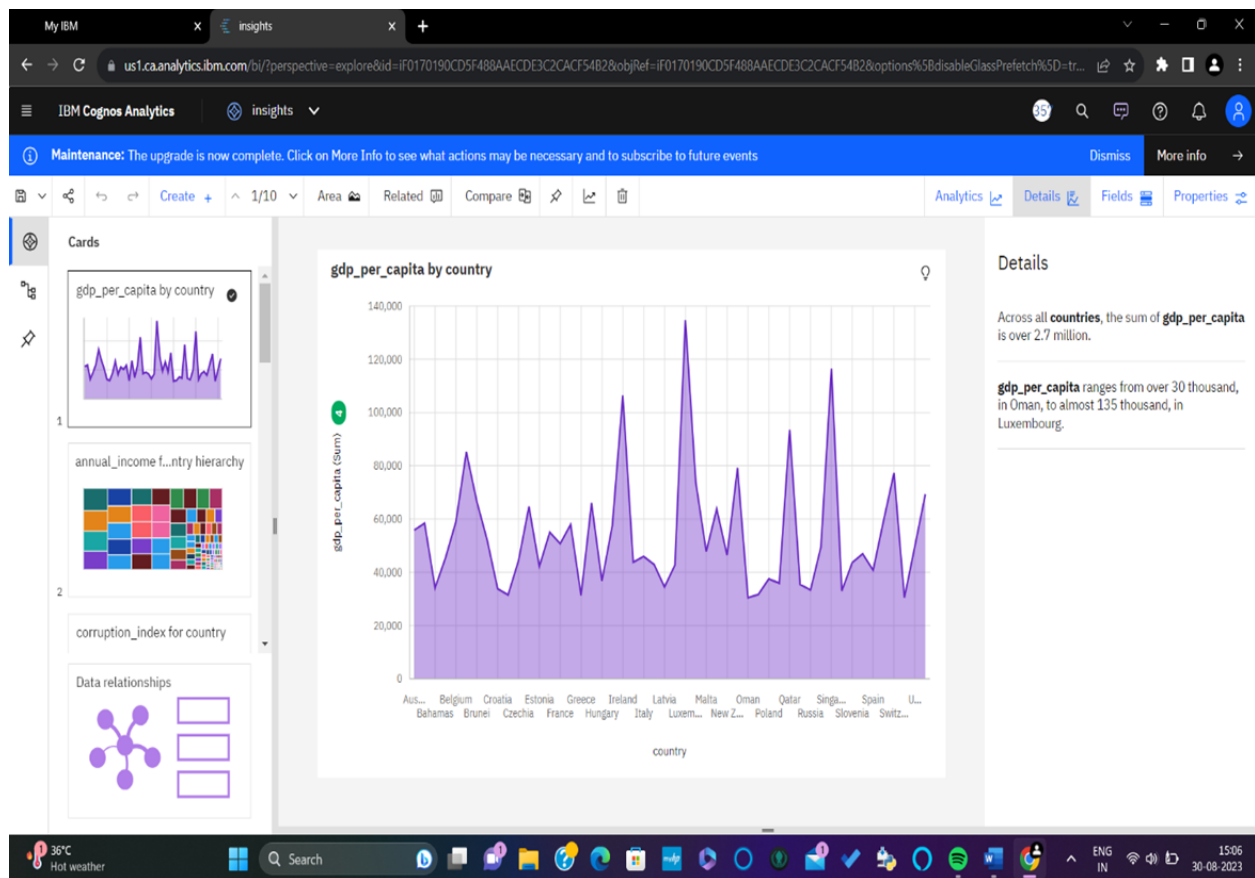 My IBM
insights
us1.ca.analytics.ibm.com/bi/?perspective=explore&id=iF0170190CD5F488AAECDE3C2CACF54B2&objRef=iF0170190CD5F488AAECDE3C2CACF54B2&options%5BdisableGlassPrefetch%5D=tr...
IBM Cognos Analytics
insights
Maintenance: The upgrade is now complete. Click on More Info to see what actions may be necessary and to subscribe to future events
Dismiss
More info
Create
1/10
Area
Related
Compare
Analytics
Details
Fields
Properties
Cards
gdp_per_capita by country
1
annual_income f...ntry hierarchy
2
corruption_index for country
Data relationships
gdp_per_capita by country
140,000
120,000
100,000
80,000
60,000
40,000
20,000
0
gdp_per_capita (Sum)
4
Aus... Belgium Croatia Estonia Greece Ireland Latvia Malta Oman Qatar Singa... Spain U...
Bahamas Brunei Czechia France Hungary Italy Luxem... New Z... Poland Russia Slovenia Switz...
country
Details
Across all countries, the sum of gdp_per_capita
is over 2.7 million.
gdp_per_capita ranges from over 30 thousand,
in Oman, to almost 135 thousand, in
Luxembourg.
1
36°C
Hot weather
Search
1
1
ENG
IN
15:06
30-08-2023